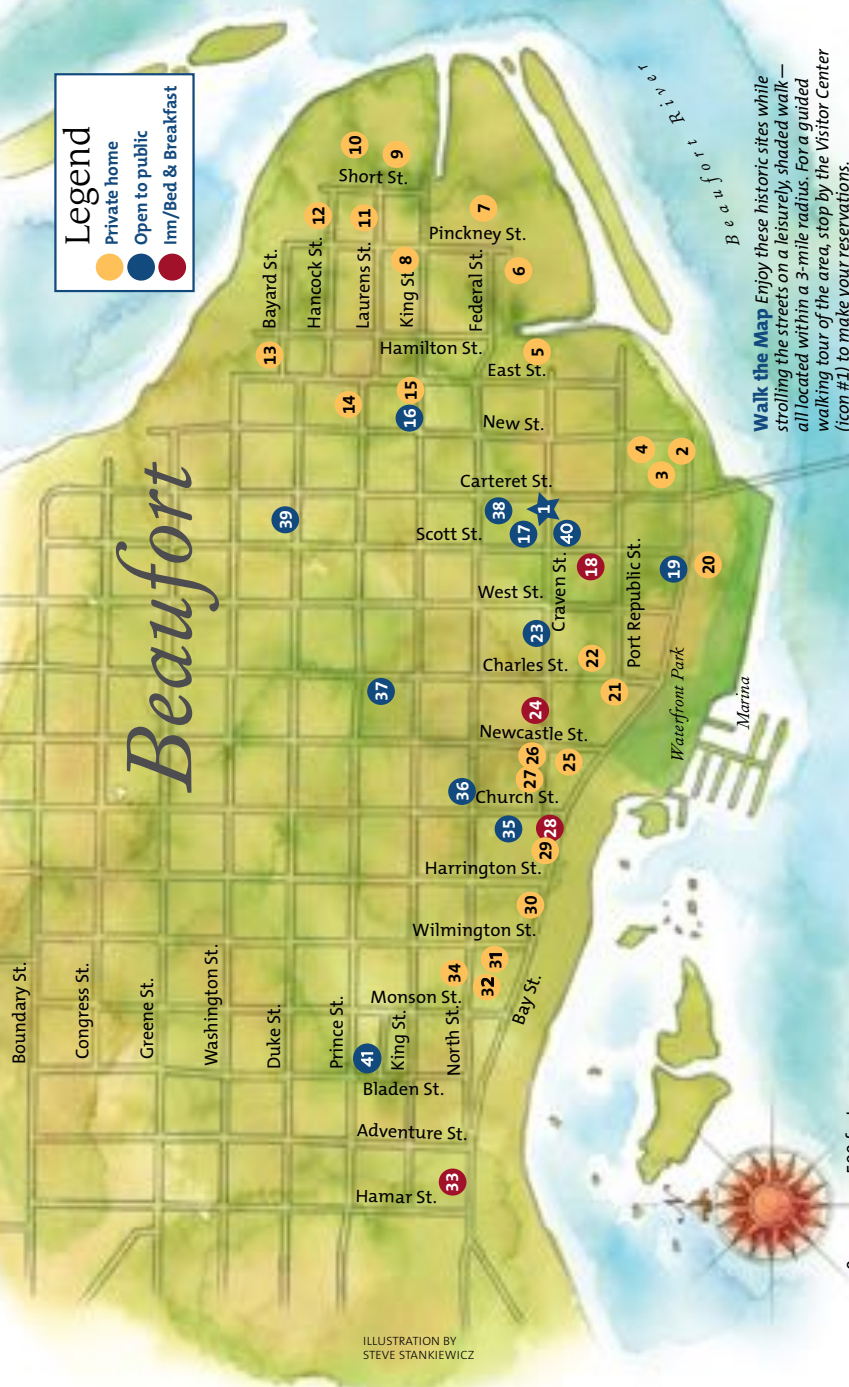 Beaufort
Legend
Private home
Open to public
Inn/Bed & Breakfast
Boundary St.
Congress St.
Greene St.
Washington St.
Duke St.
Prince St.
King St.
North St.
Bay St.
Bayard St.
Hancock St.
Laurens St.
King St
Federal St.
Short St.
Pinckney St.
Hamilton St.
East St.
New St.
Carteret St.
Scott St.
West St.
Craven St.
Port Republic St.
Charles St.
Newcastle St.
Church St.
Harrington St.
Wilmington St.
Monson St.
Bladen St.
Adventure St.
Hamar St.
Waterfront Park
Marina
Beaufort River
1
2
3
4
5
6
7
8
9
10
11
12
13
14
15
16
17
18
19
20
21
22
23
24
25
26
27
28
29
30
31
32
33
34
35
36
37
38
39
40
41
N
Walk the Map Enjoy these historic sites while
strolling the streets on a leisurely, shaded walk—
all located within a 3-mile radius. For a guided
walking tour of the area, stop by the Visitor Center
(icon #1) to make your reservations.
ILLUSTRATION BY
STEVE STANKIEWICZ